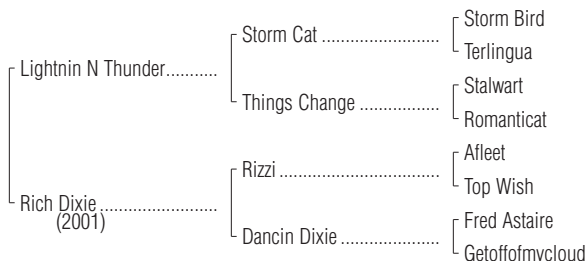 Storm Bird
Storm Cat ..............................
Terlingua
Lightnin N Thunder...........
Stalwart
Things Change ....................
Romanticat
Afleet
Rizzi ........................................
Top Wish
Rich Dixie ...........................
(2001)
Fred Astaire
Dancin Dixie .........................
Getoffofmycloud